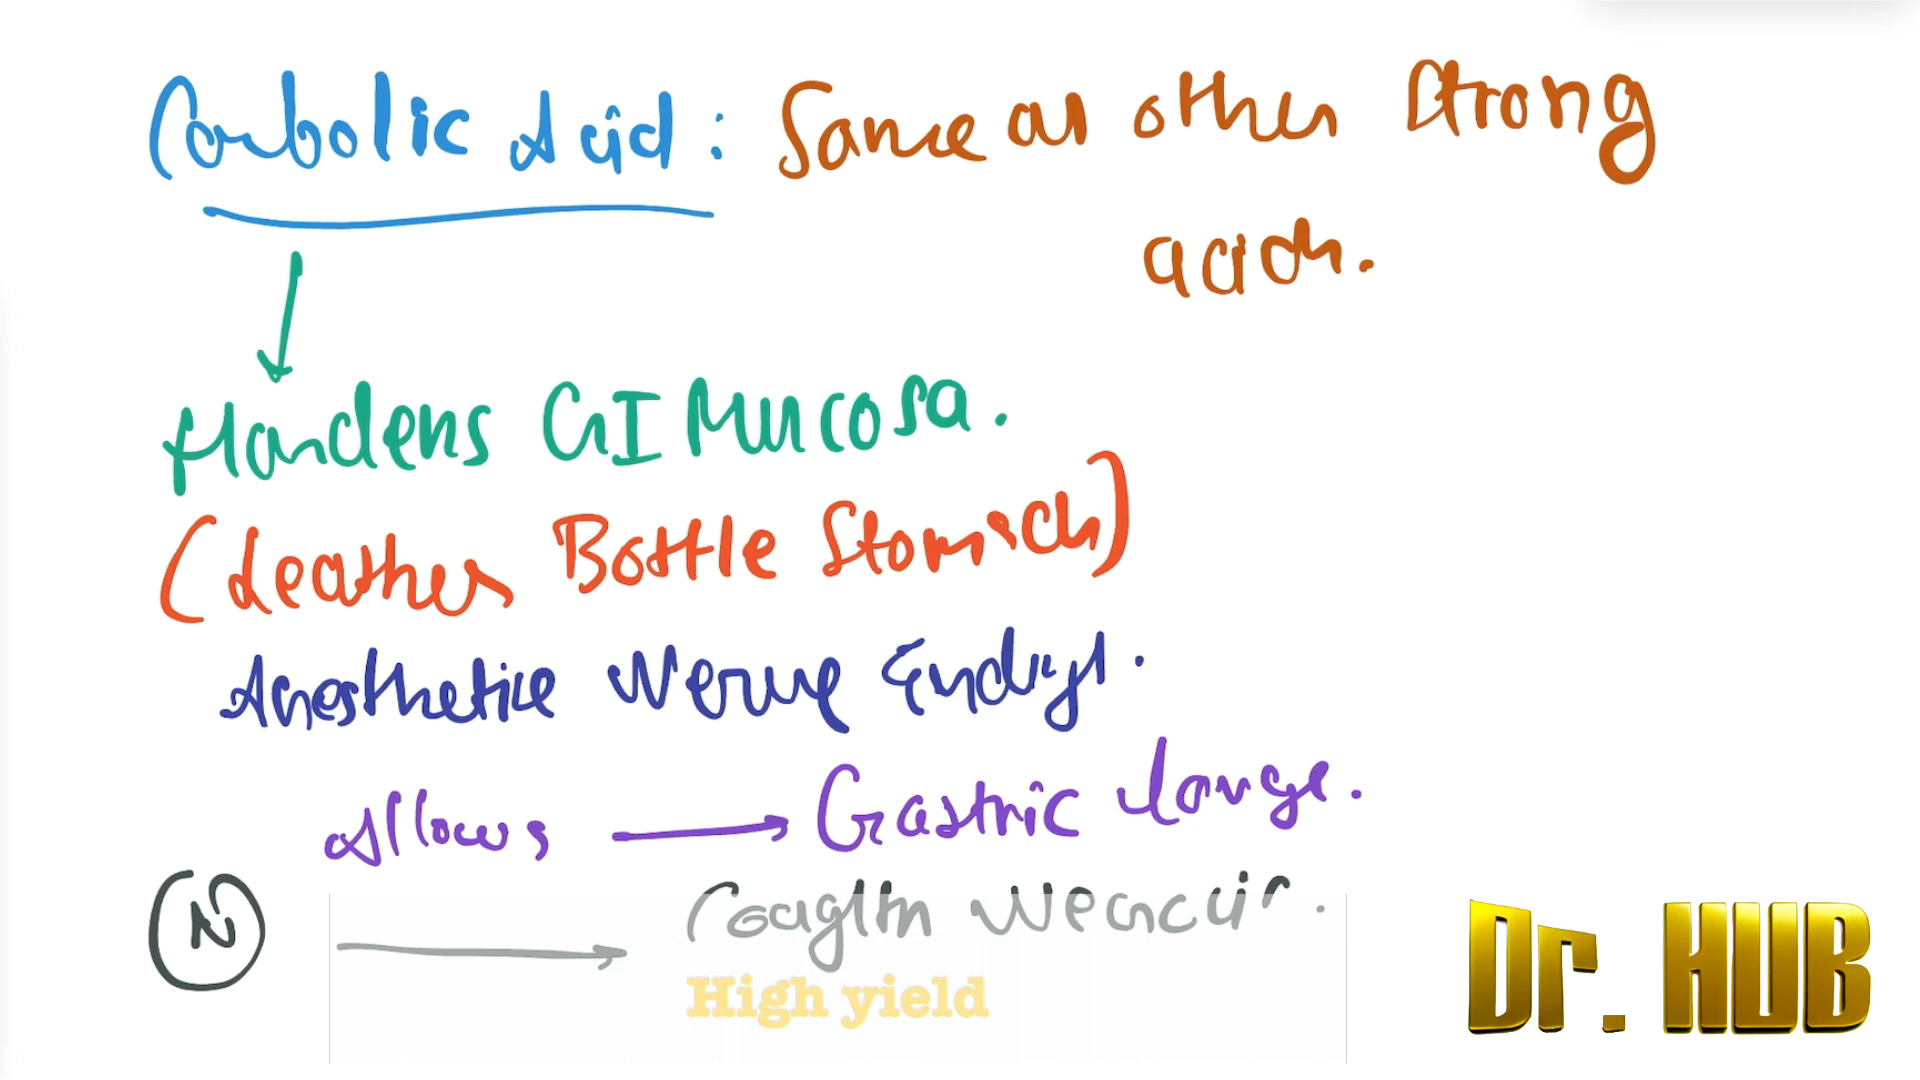 Carbolic Acid : Same as other Strong
acids.
Hardens GI Mucosa.
(Leather Bottle Stomach)
Anesthetize Nerve Endings.
Allows → Gastric lavage.
N →
High yield
Dr. HUB